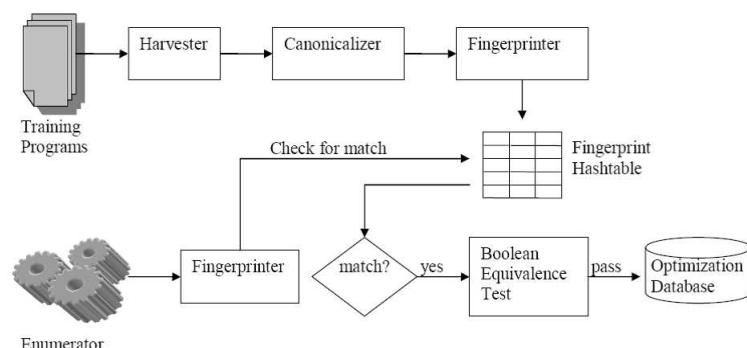 Harvester
Canonicalizer
Fingerprinter
Training
Programs
Check for match
Fingerprint
Hashtable
Fingerprinter
match?
yes
Boolean
Equivalence
Test
pass
Optimization
Database
Enumerator